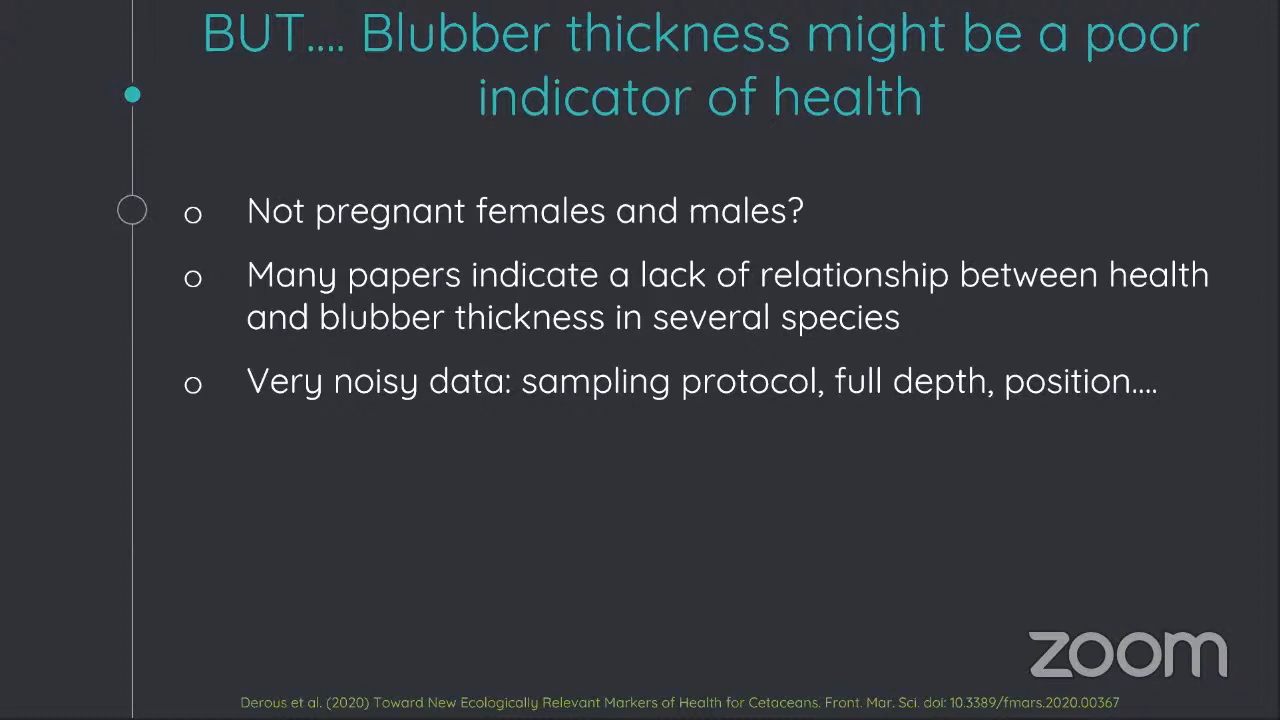 BUT.... Blubber thickness might be a poor
indicator of health
o Not pregnant females and males?
o Many papers indicate a lack of relationship between health
and blubber thickness in several species
o Very noisy data: sampling protocol, full depth, position....
zoom
Derous et al. (2020) Toward New Ecologically Relevant Markers of Health for Cetaceans. Front. Mar. Sci. doi: 10.3389/fmars.2020.00367